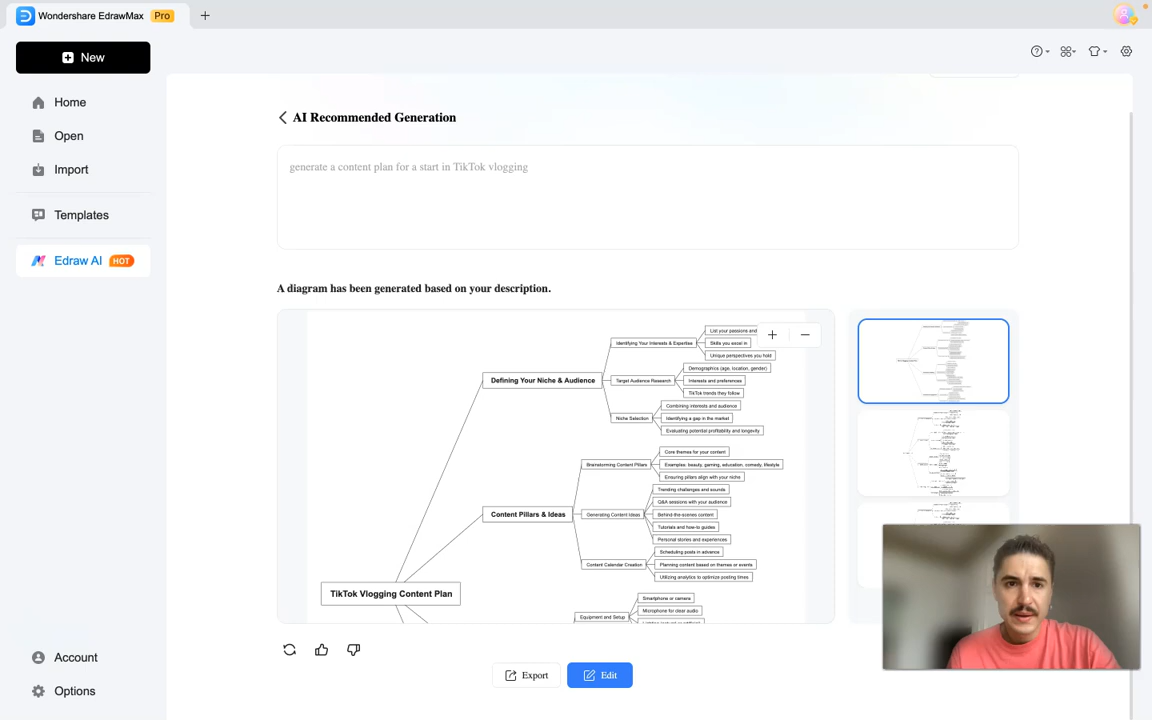 Wondershare EdrawMax Pro
New
Home
Open
Import
Templates
Edraw AI HOT
Account
Options
AI Recommended Generation
generate a content plan for a start in TikTok vlogging
A diagram has been generated based on your description.
TikTok Vlogging Content Plan
Defining Your Niche & Audience
Identifying Your Interests & Expertise
List your passions and
Skills you excel in
Unique perspectives you hold
Target Audience Research
Demographics (age, location, gender)
Interests and preferences
TikTok trends they follow
Niche Selection
Combining interests and audience
Identifying a gap in the market
Evaluating potential profitability and longevity
Content Pillars & Ideas
Brainstorming Content Pillars
Core themes for your content
Examples: beauty, gaming, education, comedy, lifestyle
Ensuring pillars align with your niche
Generating Content Ideas
Trending challenges and sounds
Q&A sessions with your audience
Behind-the-scenes content
Tutorials and how-to guides
Personal stories and experiences
Content Calendar Creation
Scheduling posts in advance
Planning content based on themes or events
Utilizing analytics to optimize posting times
Equipment and Setup
Smartphone or camera
Microphone for clear audio
Export
Edit